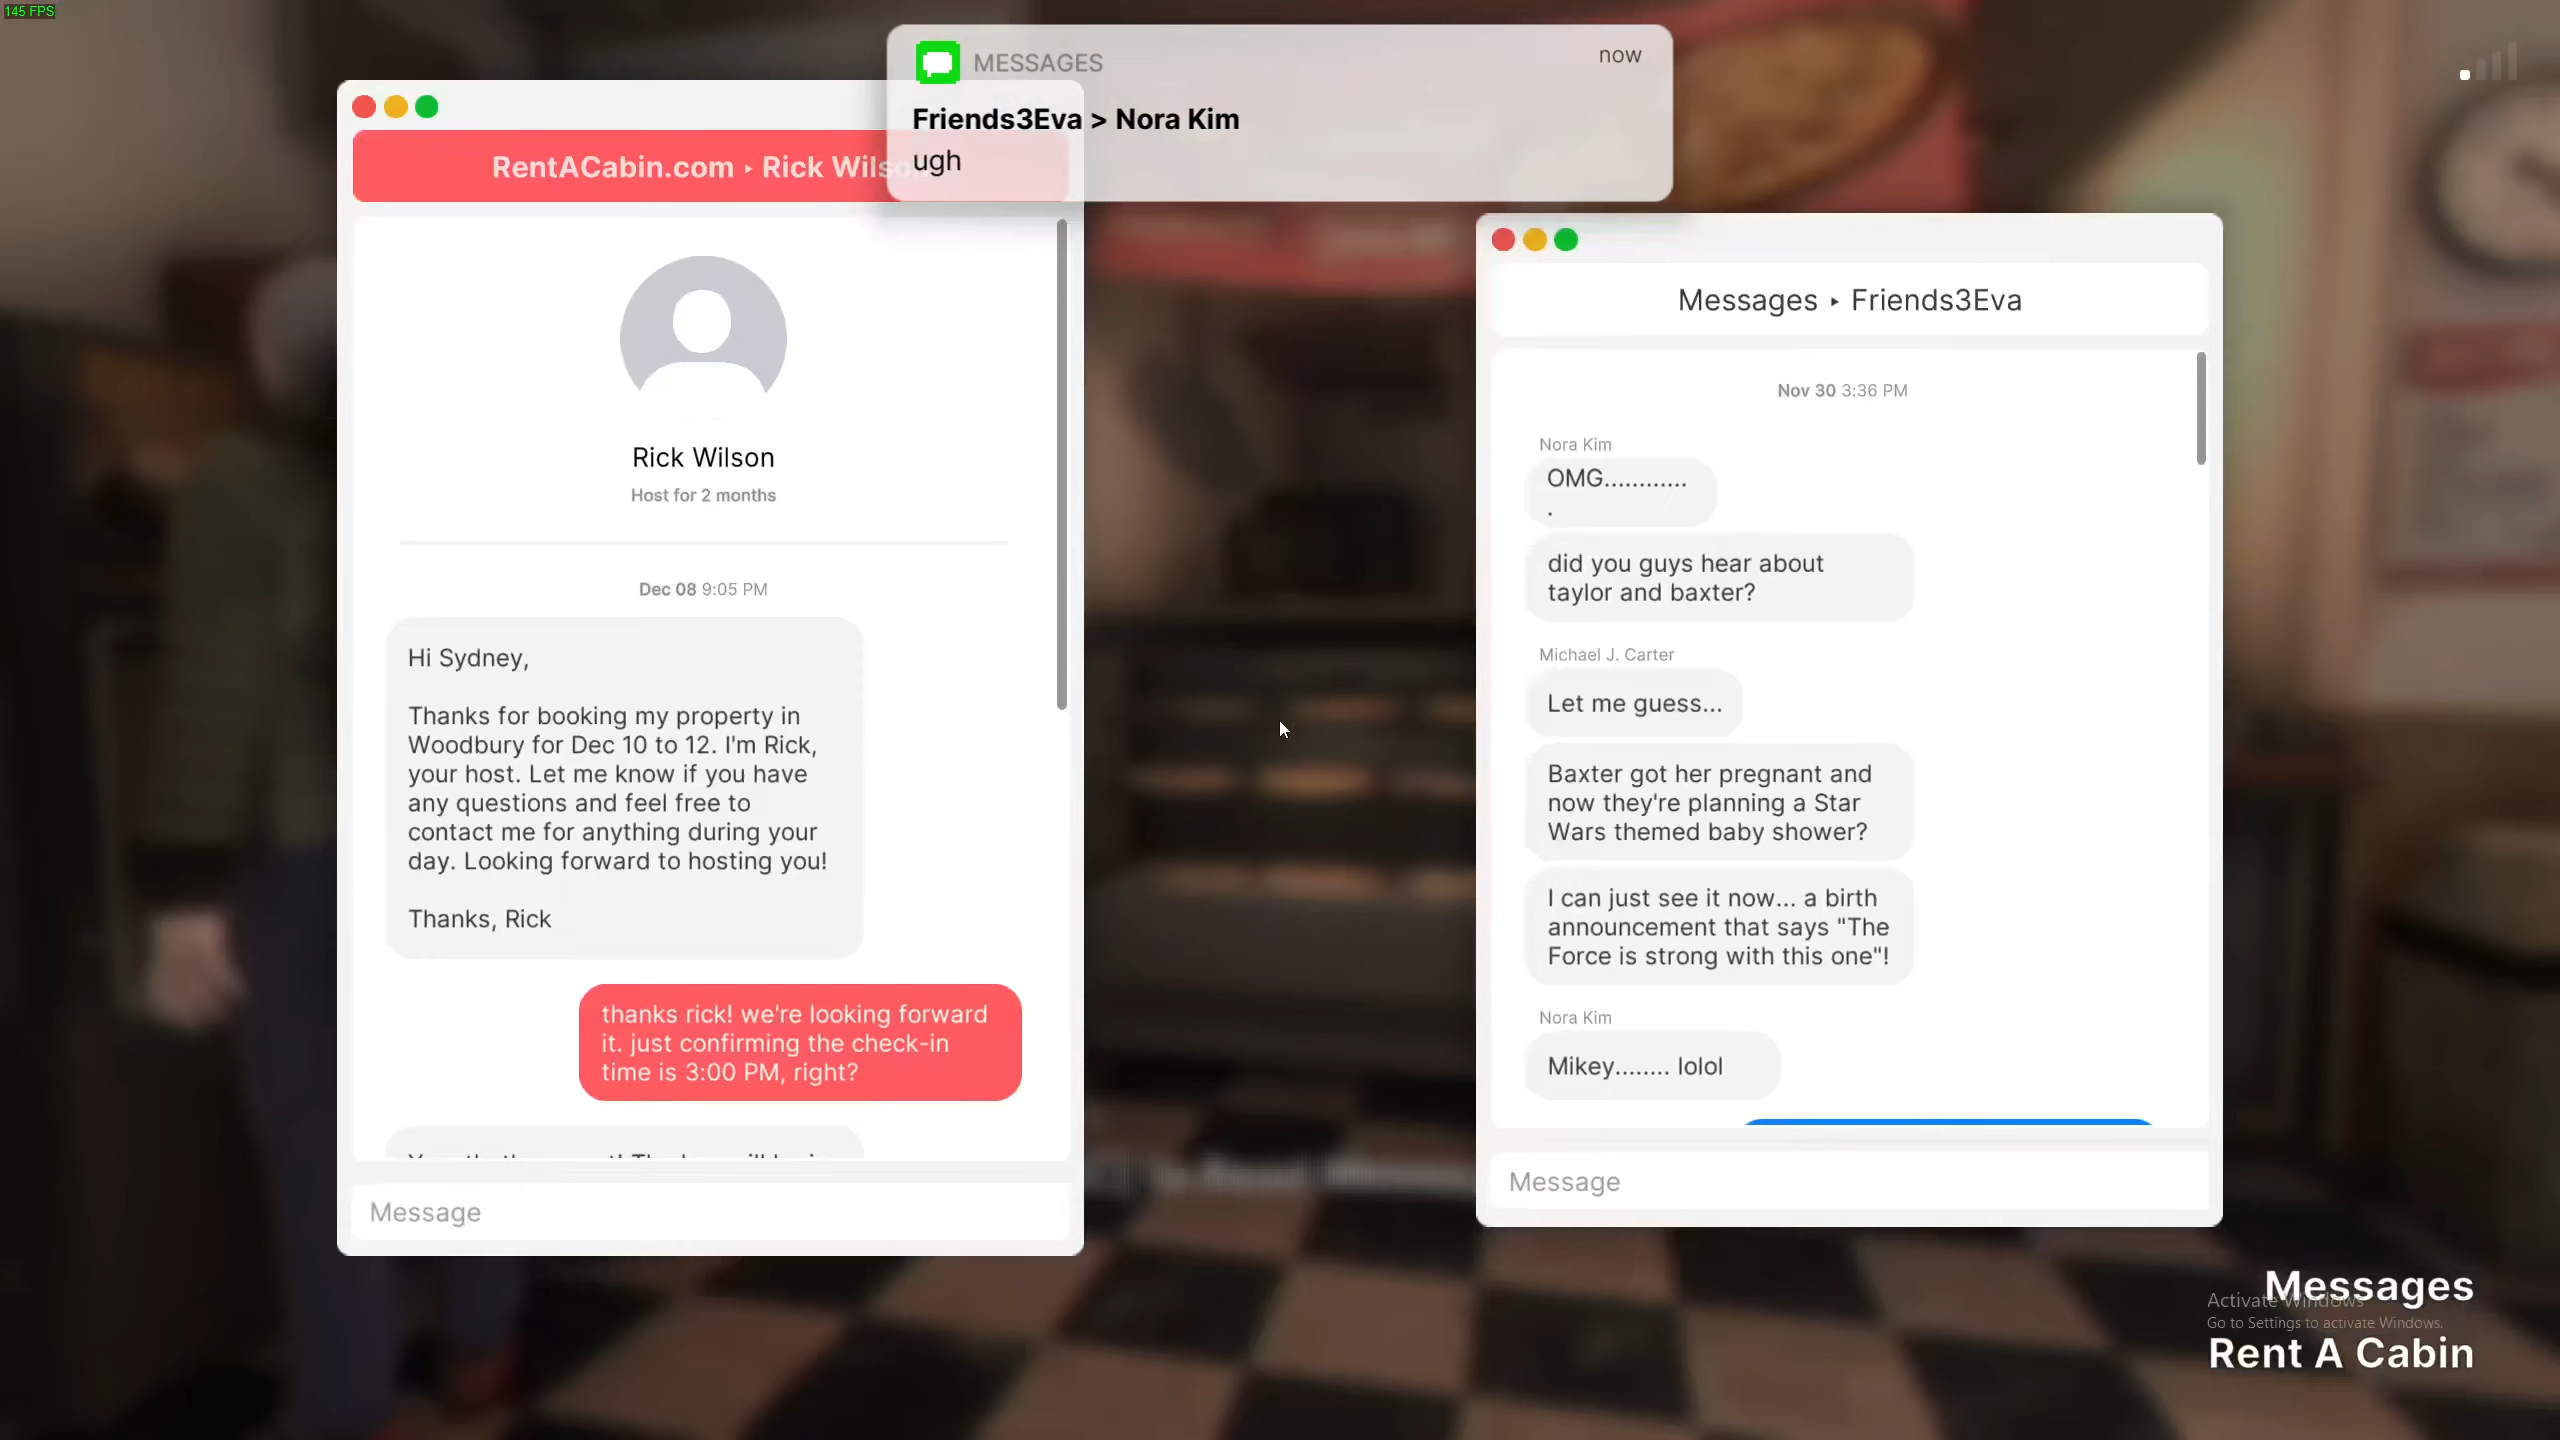 145 FPS
MESSAGES
now
Friends3Eva > Nora Kim
ugh
RentACabin.com ‣ Rick
Rick Wilson
Host for 2 months
Dec 08 9:05 PM
Hi Sydney,
Thanks for booking my property in
Woodbury for Dec 10 to 12. I'm Rick,
your host. Let me know if you have
any questions and feel free to
contact me for anything during your
day. Looking forward to hosting you!
Thanks, Rick
thanks rick! we're looking forward
it. just confirming the check-in
time is 3:00 PM, right?
Message
Messages ‣ Friends3Eva
Nov 30 3:36 PM
Nora Kim
OMG............
.
did you guys hear about
taylor and baxter?
Michael J. Carter
Let me guess...
Baxter got her pregnant and
now they're planning a Star
Wars themed baby shower?
I can just see it now... a birth
announcement that says "The
Force is strong with this one"!
Nora Kim
Mikey........ lolol
Message
Messages
Activate Windows
Go to Settings to activate Windows.
Rent A Cabin